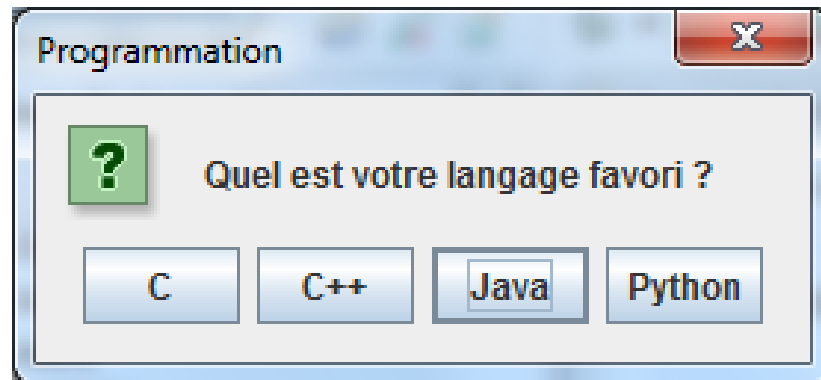 Programmation
Quel est votre langage favori ?
C C++ Java Python